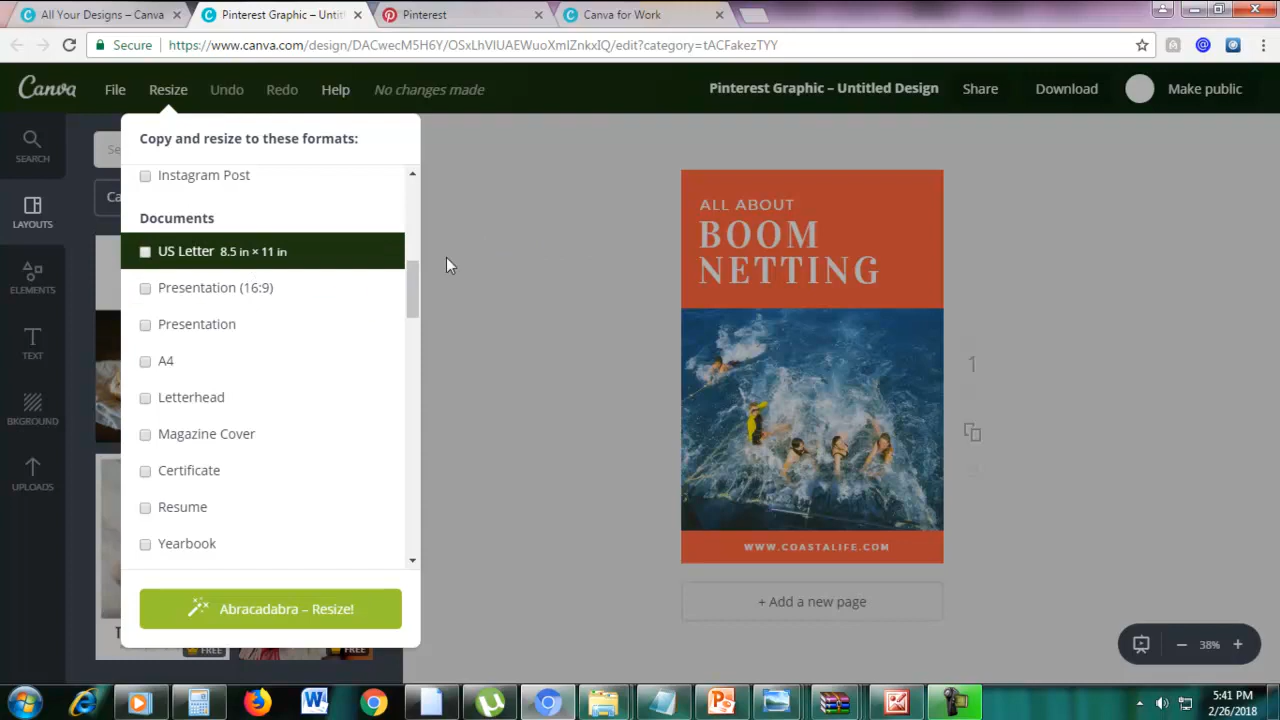 All Your Designs – Canva
Pinterest Graphic – Untitl
Pinterest
Canva for Work
Secure
https://www.canva.com/design/DACwecM5H6Y/OSxLhVIUAEWuoXmIZnkxIQ/edit?category=tACFakezTYY
Canva
File
Resize
Undo
Redo
Help
No changes made
Pinterest Graphic – Untitled Design
Share
Download
Make public
Copy and resize to these formats:
Instagram Post
Documents
US Letter 8.5 in × 11 in
Presentation (16:9)
Presentation
A4
Letterhead
Magazine Cover
Certificate
Resume
Yearbook
Abracadabra – Resize!
SEARCH
LAYOUTS
ELEMENTS
TEXT
BKGROUND
UPLOADS
Se
Ca
T
FREE
FREE
ALL ABOUT
BOOM
NETTING
WWW.COASTALIFE.COM
1
+ Add a new page
38%
5:41 PM
2/26/2018